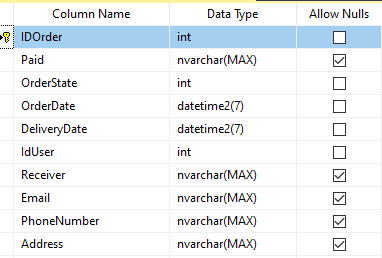 Column Name Data Type Allow Nulls
IDOrder int
Paid nvarchar(MAX)
OrderState int
OrderDate datetime2(7)
DeliveryDate datetime2(7)
IdUser int
Receiver nvarchar(MAX)
Email nvarchar(MAX)
PhoneNumber nvarchar(MAX)
Address nvarchar(MAX)